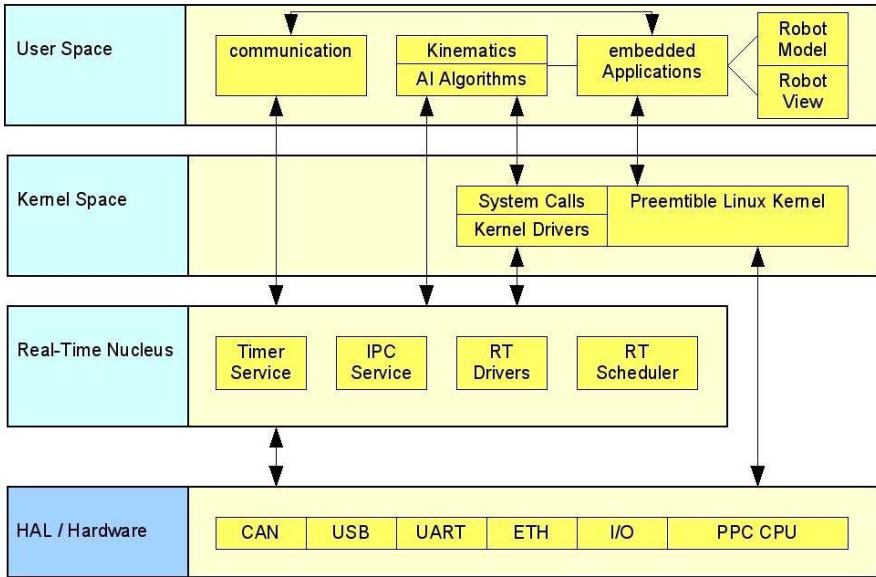 User Space
communication
Kinematics
AI Algorithms
embedded
Applications
Robot
Model
Robot
View
Kernel Space
System Calls
Kernel Drivers
Preemtible Linux Kernel
Real-Time Nucleus
Timer
Service
IPC
Service
RT
Drivers
RT
Scheduler
HAL / Hardware
CAN
USB
UART
ETH
I/O
PPC CPU